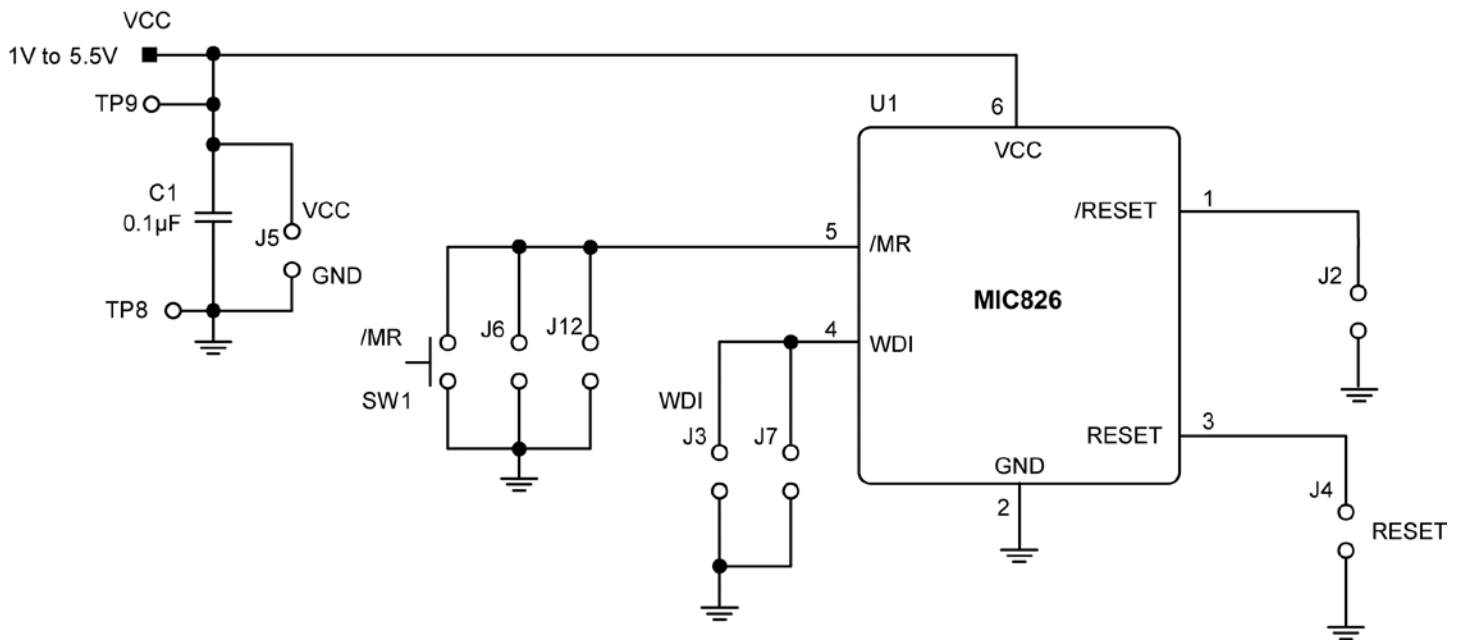 VCC
1V to 5.5V
TP9
C1
0.1µF
J5
VCC
GND
TP8
U1
6
VCC
/RESET
1
5
/MR
MIC826
J2
/MR
J6
J12
SW1
4
WDI
WDI
J3
J7
RESET
3
GND
2
J4
RESET